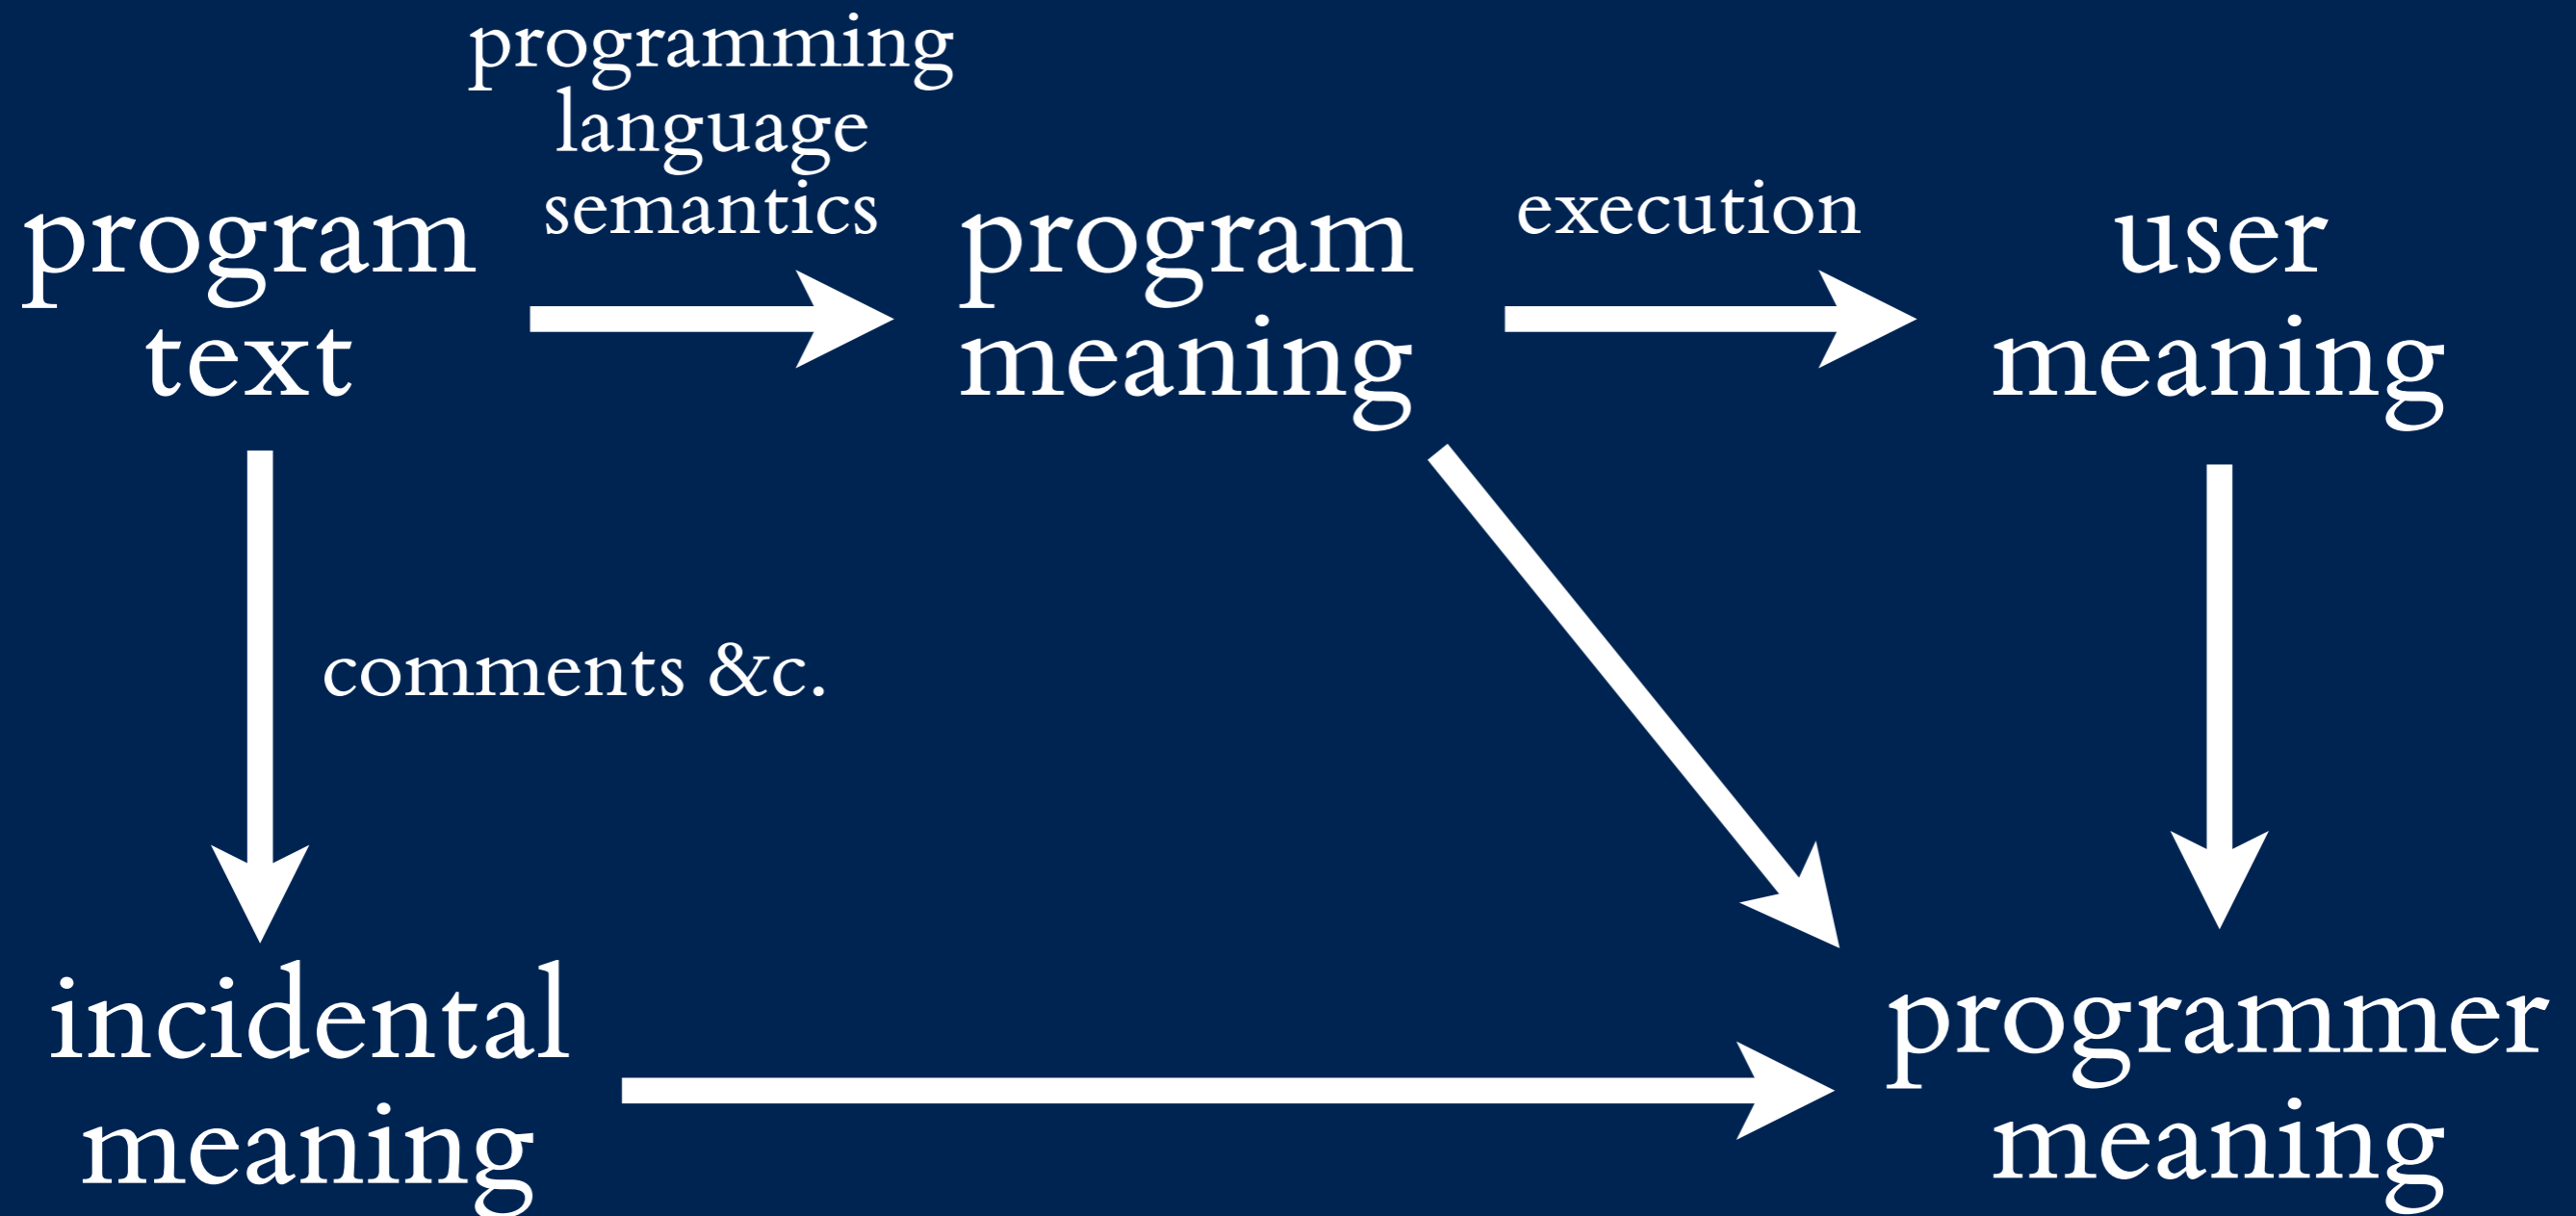 programming
language
semantics
program
text
program
meaning
execution
user
meaning
comments &c.
incidental
meaning
programmer
meaning